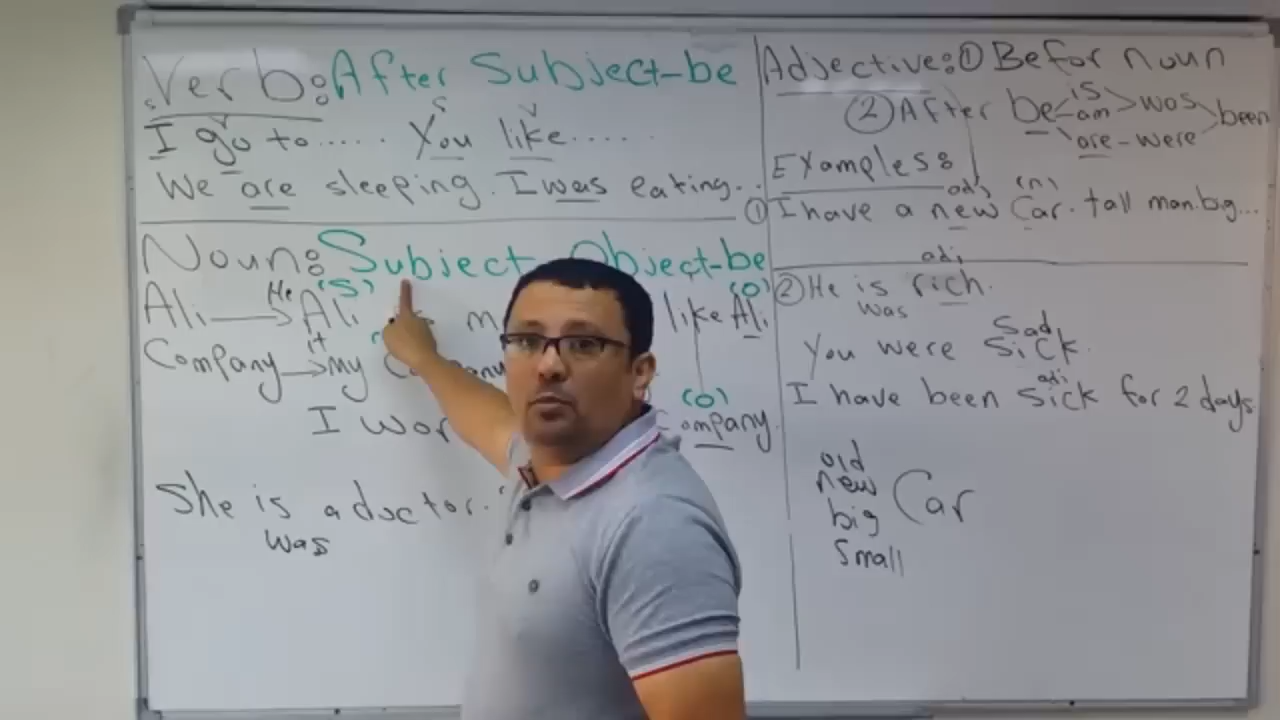 Verb: After Subject-be
S V
I go to..... You like.....
We are sleeping. I was eating..
Noun: Subject Object-be
He (S) (O)
Ali → Ali like Ali.
it
Company → My Company
(O)
I Company.
She is a doctor.
was
Adjective: ① Befor noun
② After be is was been
am
are - were
Examples:
adj (n)
① I have a new Car. tall man. big...
adj
② He is rich.
was
Sad
You were Sick.
adj
I have been sick for 2 days.
old
new Car
big
Small